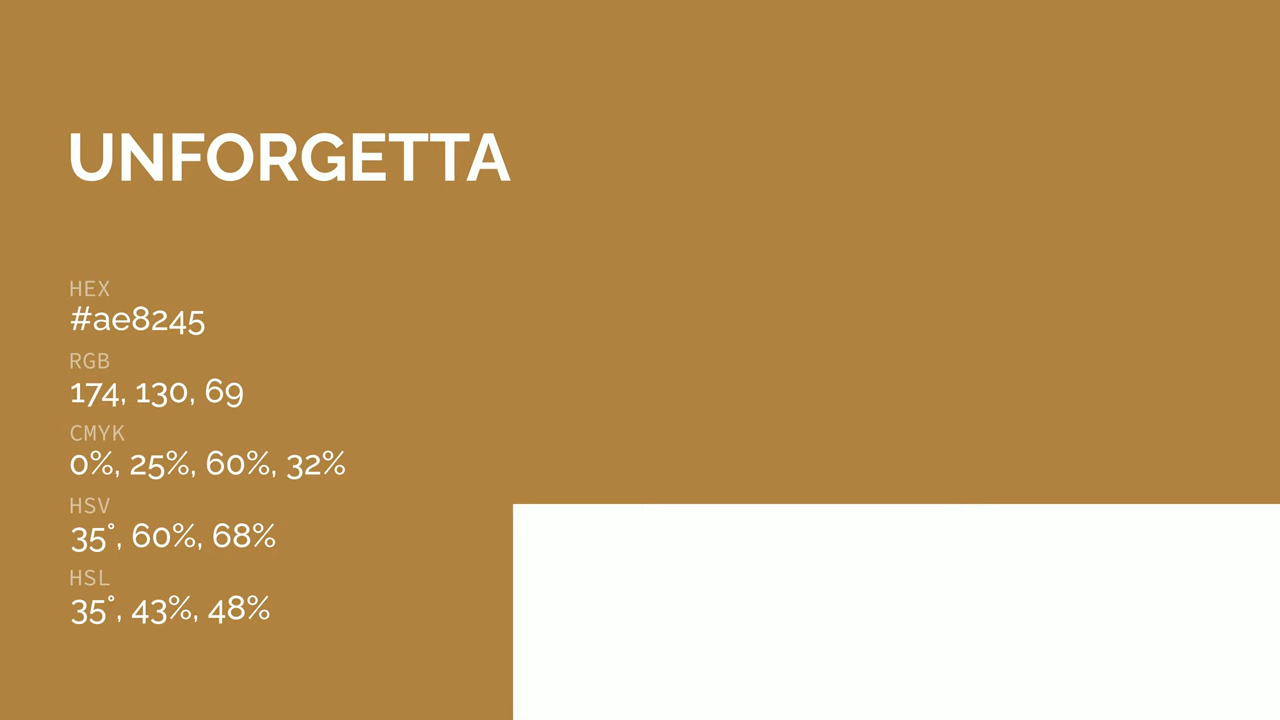 UNFORGETTA
HEX
#ae8245
RGB
174, 130, 69
CMYK
0%, 25%, 60%, 32%
HSV
35°, 60%, 68%
HSL
35°, 43%, 48%